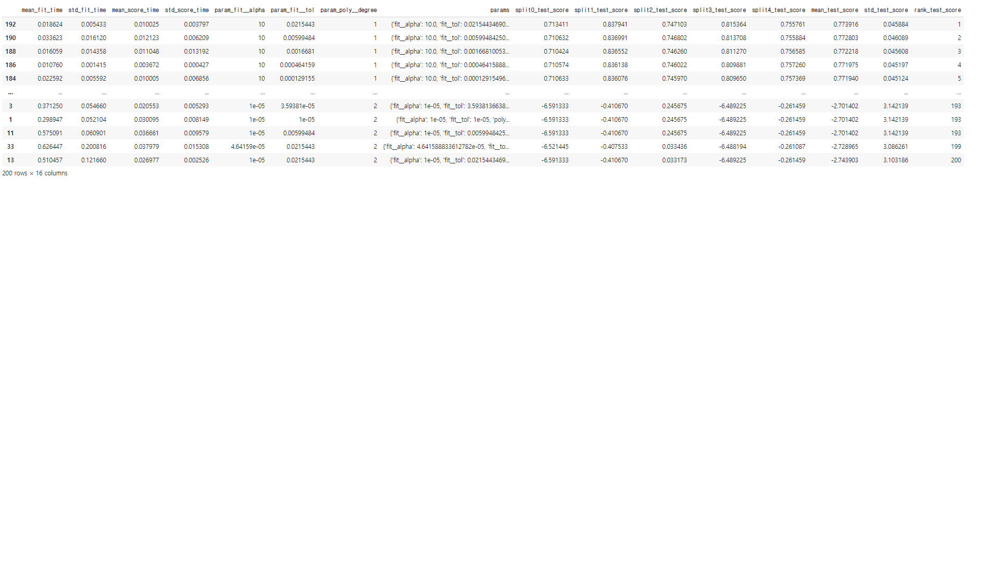 mean_fit_time std_fit_time mean_score_time std_score_time param_fit__alpha param_fit__tol param_poly__degree params split0_test_score split1_test_score split2_test_score split3_test_score split4_test_score mean_test_score std_test_score rank_test_score
192 0.018624 0.005433 0.010025 0.003797 10 0.0215443 1 {'fit__alpha': 10.0, 'fit__tol': 0.02154434690... 0.713411 0.837941 0.747103 0.815364 0.755761 0.773916 0.045884 1
190 0.033623 0.016120 0.012123 0.006209 10 0.00599484 1 {'fit__alpha': 10.0, 'fit__tol': 0.00599484250... 0.710632 0.836991 0.746802 0.813708 0.755884 0.772803 0.046089 2
188 0.016059 0.014358 0.011048 0.013192 10 0.0016681 1 {'fit__alpha': 10.0, 'fit__tol': 0.00166810053... 0.710424 0.836552 0.746260 0.811270 0.756585 0.772218 0.045608 3
186 0.010760 0.001415 0.003672 0.000427 10 0.000464159 1 {'fit__alpha': 10.0, 'fit__tol': 0.00046415888... 0.710574 0.836138 0.746022 0.809881 0.757260 0.771975 0.045197 4
184 0.022592 0.005592 0.010005 0.006856 10 0.000129155 1 {'fit__alpha': 10.0, 'fit__tol': 0.00012915496... 0.710633 0.836076 0.745970 0.809650 0.757369 0.771940 0.045124 5
... ... ... ... ... ... ... ... ... ... ... ... ... ... ... ... ...
3 0.371250 0.054660 0.020553 0.005293 1e-05 3.59381e-05 2 {'fit__alpha': 1e-05, 'fit__tol': 3.5938136638... -6.591333 -0.410670 0.245675 -6.489225 -0.261459 -2.701402 3.142139 193
1 0.298947 0.052104 0.030095 0.008149 1e-05 1e-05 2 {'fit__alpha': 1e-05, 'fit__tol': 1e-05, 'poly... -6.591333 -0.410670 0.245675 -6.489225 -0.261459 -2.701402 3.142139 193
11 0.575091 0.060901 0.036661 0.009579 1e-05 0.00599484 2 {'fit__alpha': 1e-05, 'fit__tol': 0.0059948425... -6.591333 -0.410670 0.245675 -6.489225 -0.261459 -2.701402 3.142139 193
33 0.626447 0.200816 0.037979 0.015308 4.64159e-05 0.0215443 2 {'fit__alpha': 4.641588833612782e-05, 'fit__to... -6.521445 -0.407533 0.033436 -6.488194 -0.261087 -2.728965 3.086261 199
13 0.510457 0.121660 0.026977 0.002526 1e-05 0.0215443 2 {'fit__alpha': 1e-05, 'fit__tol': 0.0215443469... -6.591333 -0.410670 0.033173 -6.489225 -0.261459 -2.743903 3.103186 200
200 rows × 16 columns